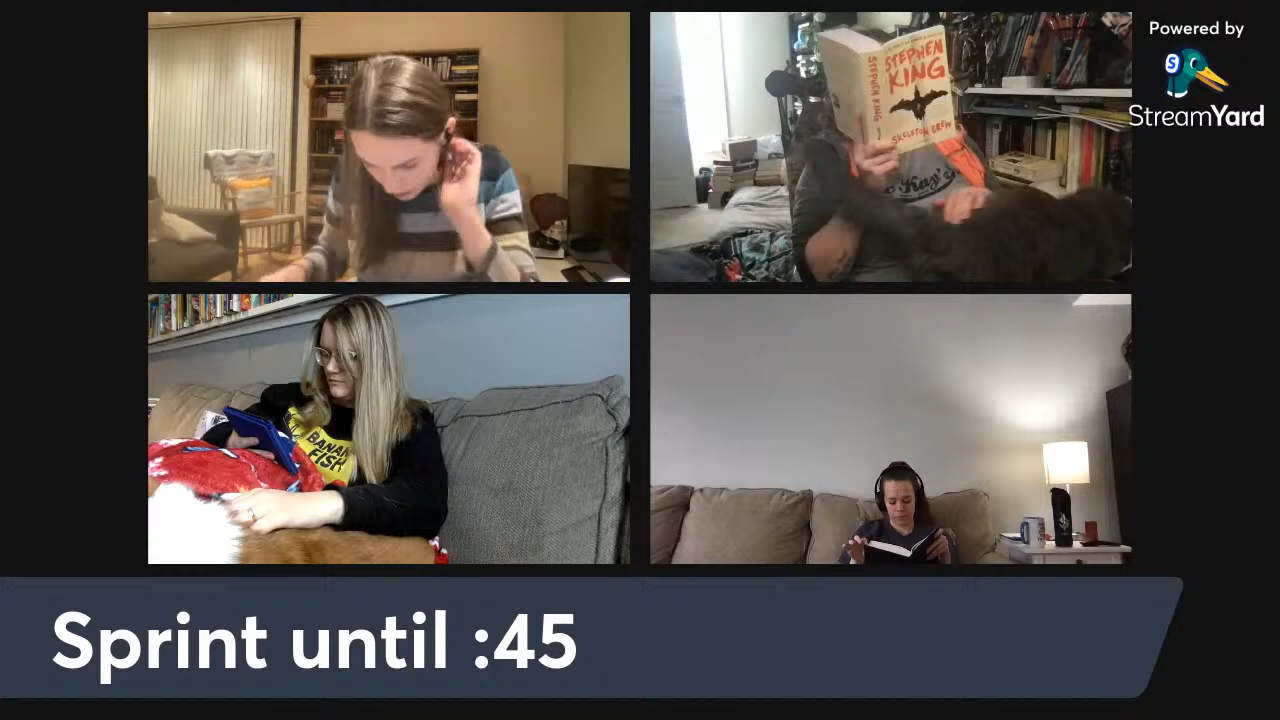 Powered by
StreamYard
STEPHEN
KING
STEPHEN KING
SKELETON CREW
BANANA
FISH
Sprint until :45